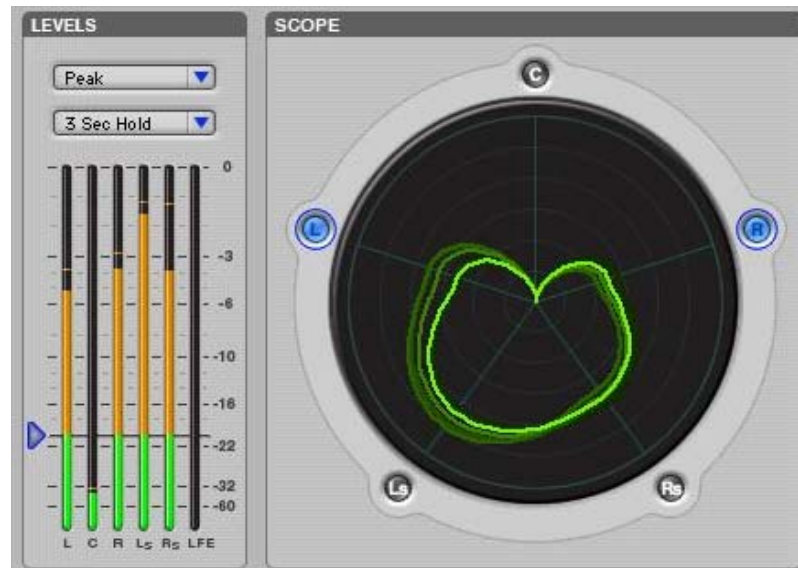 LEVELS
SCOPE
Peak
3 Sec Hold
C
L
R
Ls
Rs
0
-3
-6
-10
-16
-22
-32
-60
L C R Ls Rs LFE